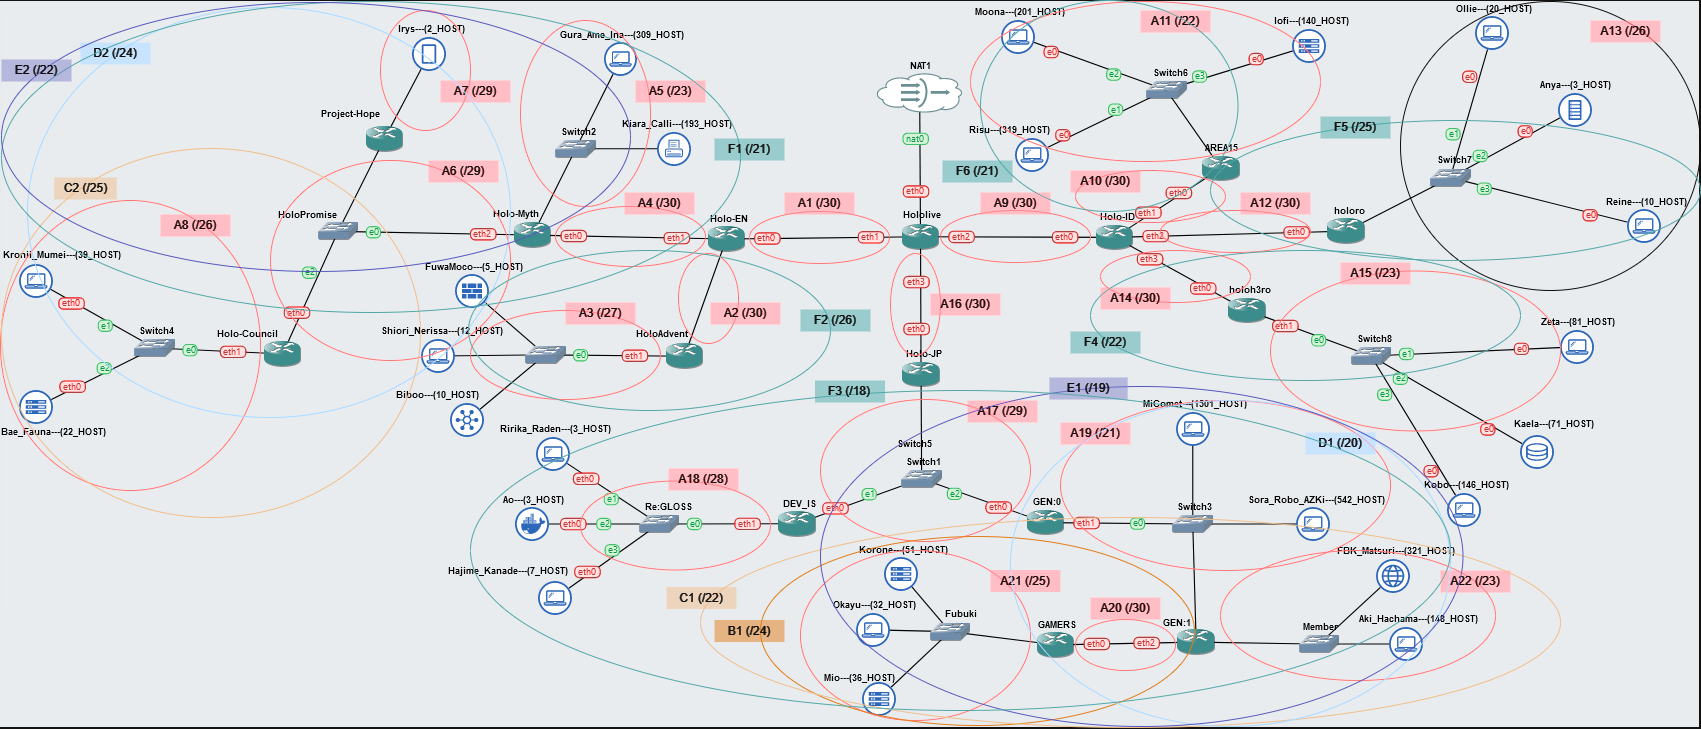 Moona---(201_HOST)
A11 (/22)
Iofi---(140_HOST)
Ollie---(20_HOST)
A13 (/26)
Irys---(2_HOST)
Gura_Ame_Ina---(309_HOST)
D2 (/24)
E2 (/22)
e0
e0
Switch6
e2
e3
NAT1
e0
Anya---(3_HOST)
A7 (/29)
A5 (/23)
Project-Hope
Kiara_Calli---(193_HOST)
Switch2
e1
Risu---(319_HOST)
e0
nat0
F1 (/21)
F5 (/25)
e1
e0
e2
AREA15
Switch7
F6 (/21)
A6 (/29)
A10 (/30)
C2 (/25)
eth0
eth0
e3
A4 (/30)
A1 (/30)
A9 (/30)
A12 (/30)
Reine---(10_HOST)
HoloPromise
Holo-Myth
Holo-EN
Hololive
Holo-ID
eth1
holoro
e0
A8 (/26)
e0
eth2
eth0
eth1
eth0
eth1
eth2
eth0
eth2
eth0
Kronii_Mumei---(39_HOST)
e2
FuwaMoco---(5_HOST)
eth3
eth3
A15 (/23)
eth0
holoh3ro
A14 (/30)
eth0
eth0
A3 (/27)
A2 (/30)
A16 (/30)
F2 (/26)
e1
Switch4
Holo-Council
Shiori_Nerissa---(12_HOST)
HoloAdvent
eth0
eth1
Zeta---(81_HOST)
F4 (/22)
e0
e0
eth1
e0
eth1
Holo-JP
Switch8
e1
e0
e2
eth0
e2
e3
Biboo---(10_HOST)
F3 (/18)
E1 (/19)
MiComet---(1501_HOST)
Bae_Fauna---(22_HOST)
Ririka_Raden---(3_HOST)
A17 (/29)
A19 (/21)
D1 (/20)
e0
Kaela---(71_HOST)
Switch5
Switch1
eth0
A18 (/28)
e0
Kobo---(146_HOST)
Ao---(3_HOST)
e1
Re:GLOSS
DEV_IS
e1
e2
GEN:0
Switch3
Sora_Robo_AZKi---(542_HOST)
eth0
e2
e0
eth1
eth0
eth0
eth1
e0
e3
Hajime_Kanade---(7_HOST)
eth0
Korone---(51_HOST)
FBK_Matsuri---(321_HOST)
A21 (/25)
A22 (/23)
C1 (/22)
Okayu---(32_HOST)
Fubuki
A20 (/30)
B1 (/24)
GAMERS
GEN:1
Member
Aki_Hachama---(148_HOST)
eth0
eth2
Mio---(36_HOST)